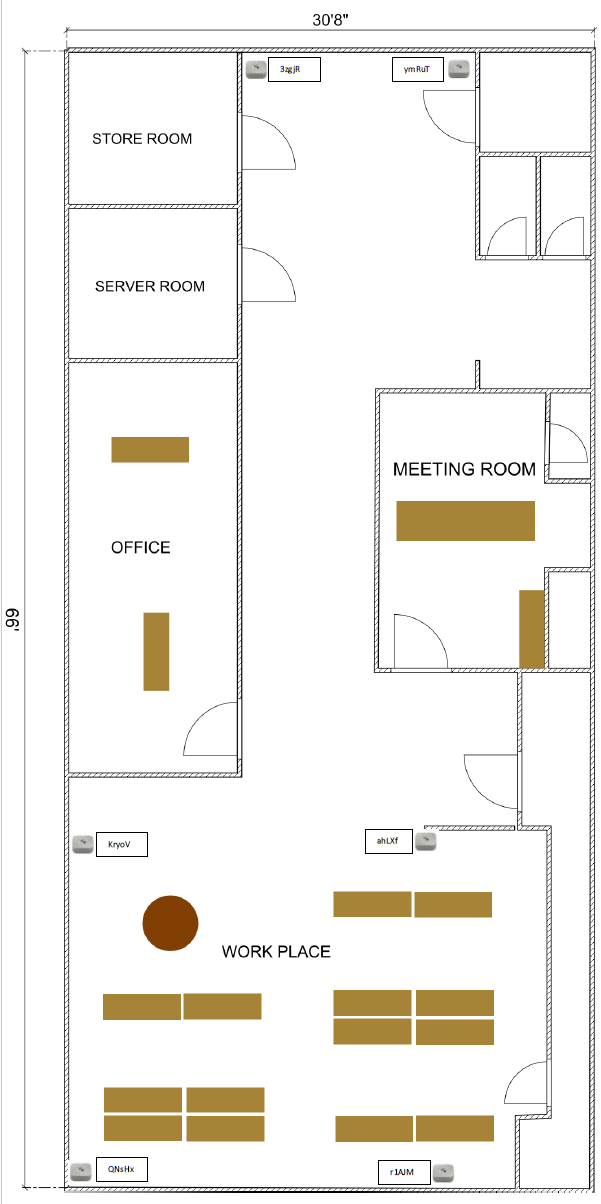 30'8"
3zgjR
ymRuT
STORE ROOM
SERVER ROOM
MEETING ROOM
OFFICE
66'
KryoV
ahLXf
WORK PLACE
QNsHx
r1AJM